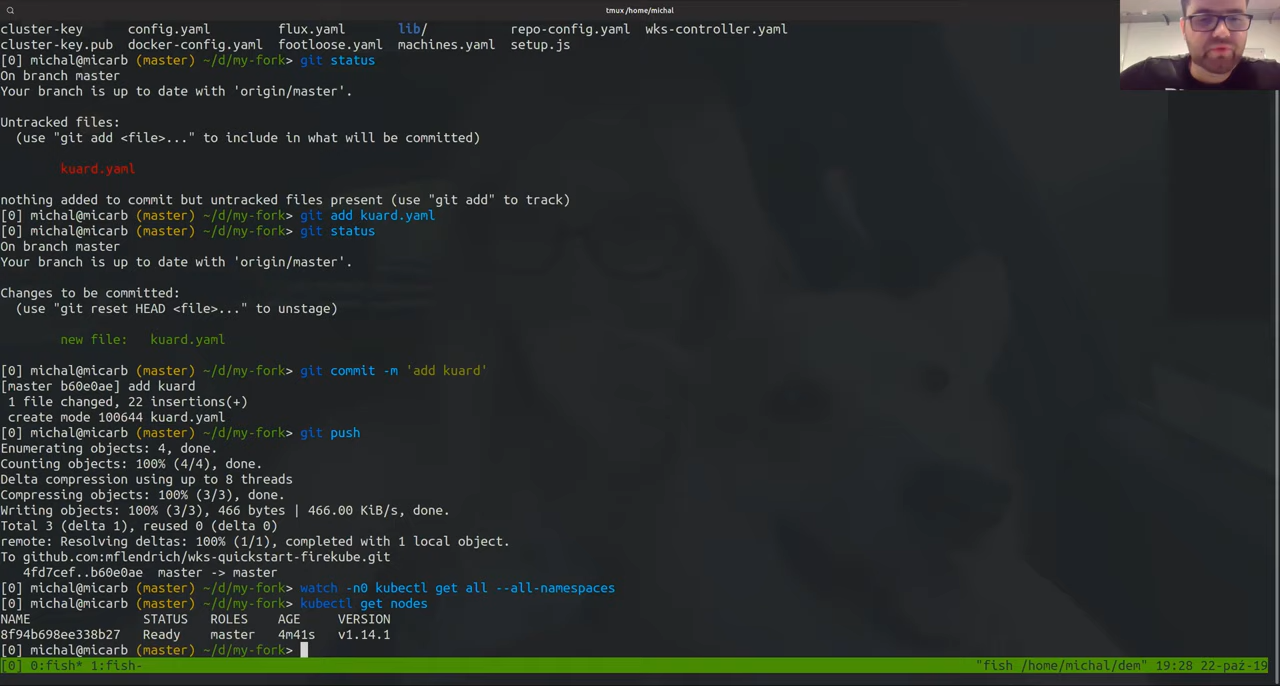 tmux /home/michal
cluster-key config.yaml flux.yaml lib/ repo-config.yaml wks-controller.yaml
cluster-key.pub docker-config.yaml footloose.yaml machines.yaml setup.js
[0] michal@micarb (master) ~/d/my-fork> git status
On branch master
Your branch is up to date with 'origin/master'.
Untracked files:
(use "git add <file>..." to include in what will be committed)
kuard.yaml
nothing added to commit but untracked files present (use "git add" to track)
[0] michal@micarb (master) ~/d/my-fork> git add kuard.yaml
[0] michal@micarb (master) ~/d/my-fork> git status
On branch master
Your branch is up to date with 'origin/master'.
Changes to be committed:
(use "git reset HEAD <file>..." to unstage)
new file: kuard.yaml
[0] michal@micarb (master) ~/d/my-fork> git commit -m 'add kuard'
[master b60e0ae] add kuard
1 file changed, 22 insertions(+)
create mode 100644 kuard.yaml
[0] michal@micarb (master) ~/d/my-fork> git push
Enumerating objects: 4, done.
Counting objects: 100% (4/4), done.
Delta compression using up to 8 threads
Compressing objects: 100% (3/3), done.
Writing objects: 100% (3/3), 466 bytes | 466.00 KiB/s, done.
Total 3 (delta 1), reused 0 (delta 0)
remote: Resolving deltas: 100% (1/1), completed with 1 local object.
To github.com:mflendrich/wks-quickstart-firekube.git
4fd7cef..b60e0ae master -> master
[0] michal@micarb (master) ~/d/my-fork> watch -n0 kubectl get all --all-namespaces
[0] michal@micarb (master) ~/d/my-fork> kubectl get nodes
NAME STATUS ROLES AGE VERSION
8f94b698ee338b27 Ready master 4m41s v1.14.1
[0] michal@micarb (master) ~/d/my-fork>
[0] 0:fish* 1:fish- "fish /home/michal/dem" 19:28 22-paź-19